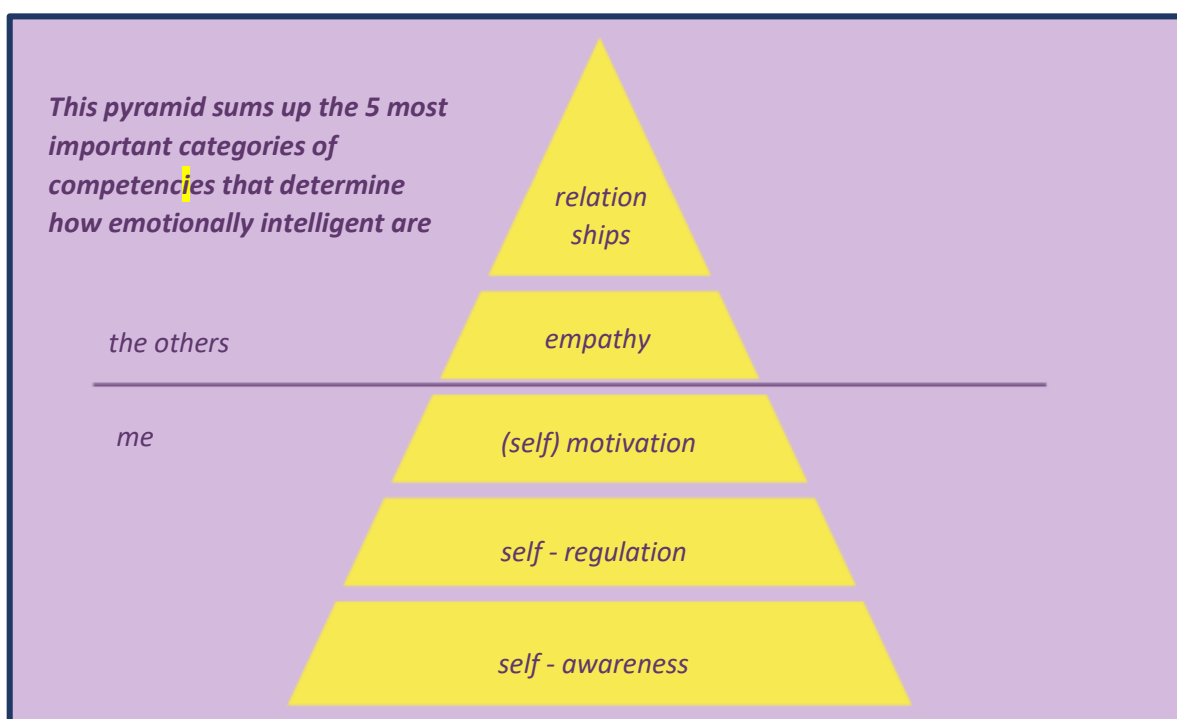 This pyramid sums up the 5 most
important categories of
competencies that determine
how emotionally intelligent are
relation
ships
the others
empathy
me
(self) motivation
self - regulation
self - awareness